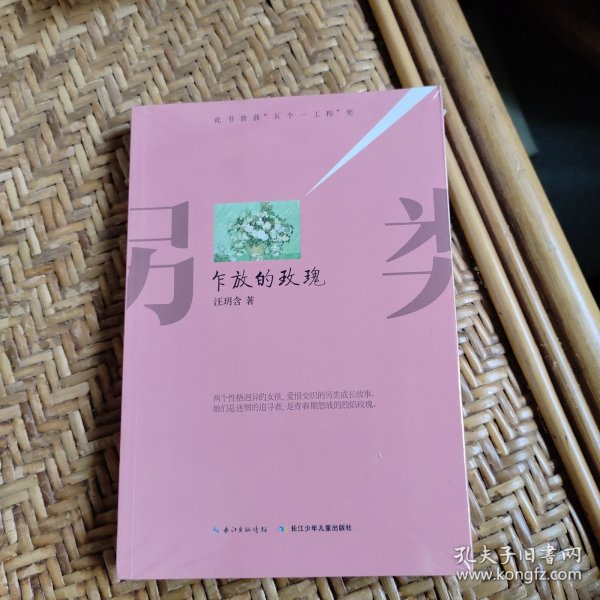 此书曾获“五个一工程”奖
另类
乍放的玫瑰
汪玥含 著
两个性格迥异的女孩，爱恨交织的另类成长故事。
她们是迷惘的追寻者，是青春期怒放的烈焰玫瑰。
长江出版传媒 长江少年儿童出版社
孔夫子旧书网
www.kongfz.com